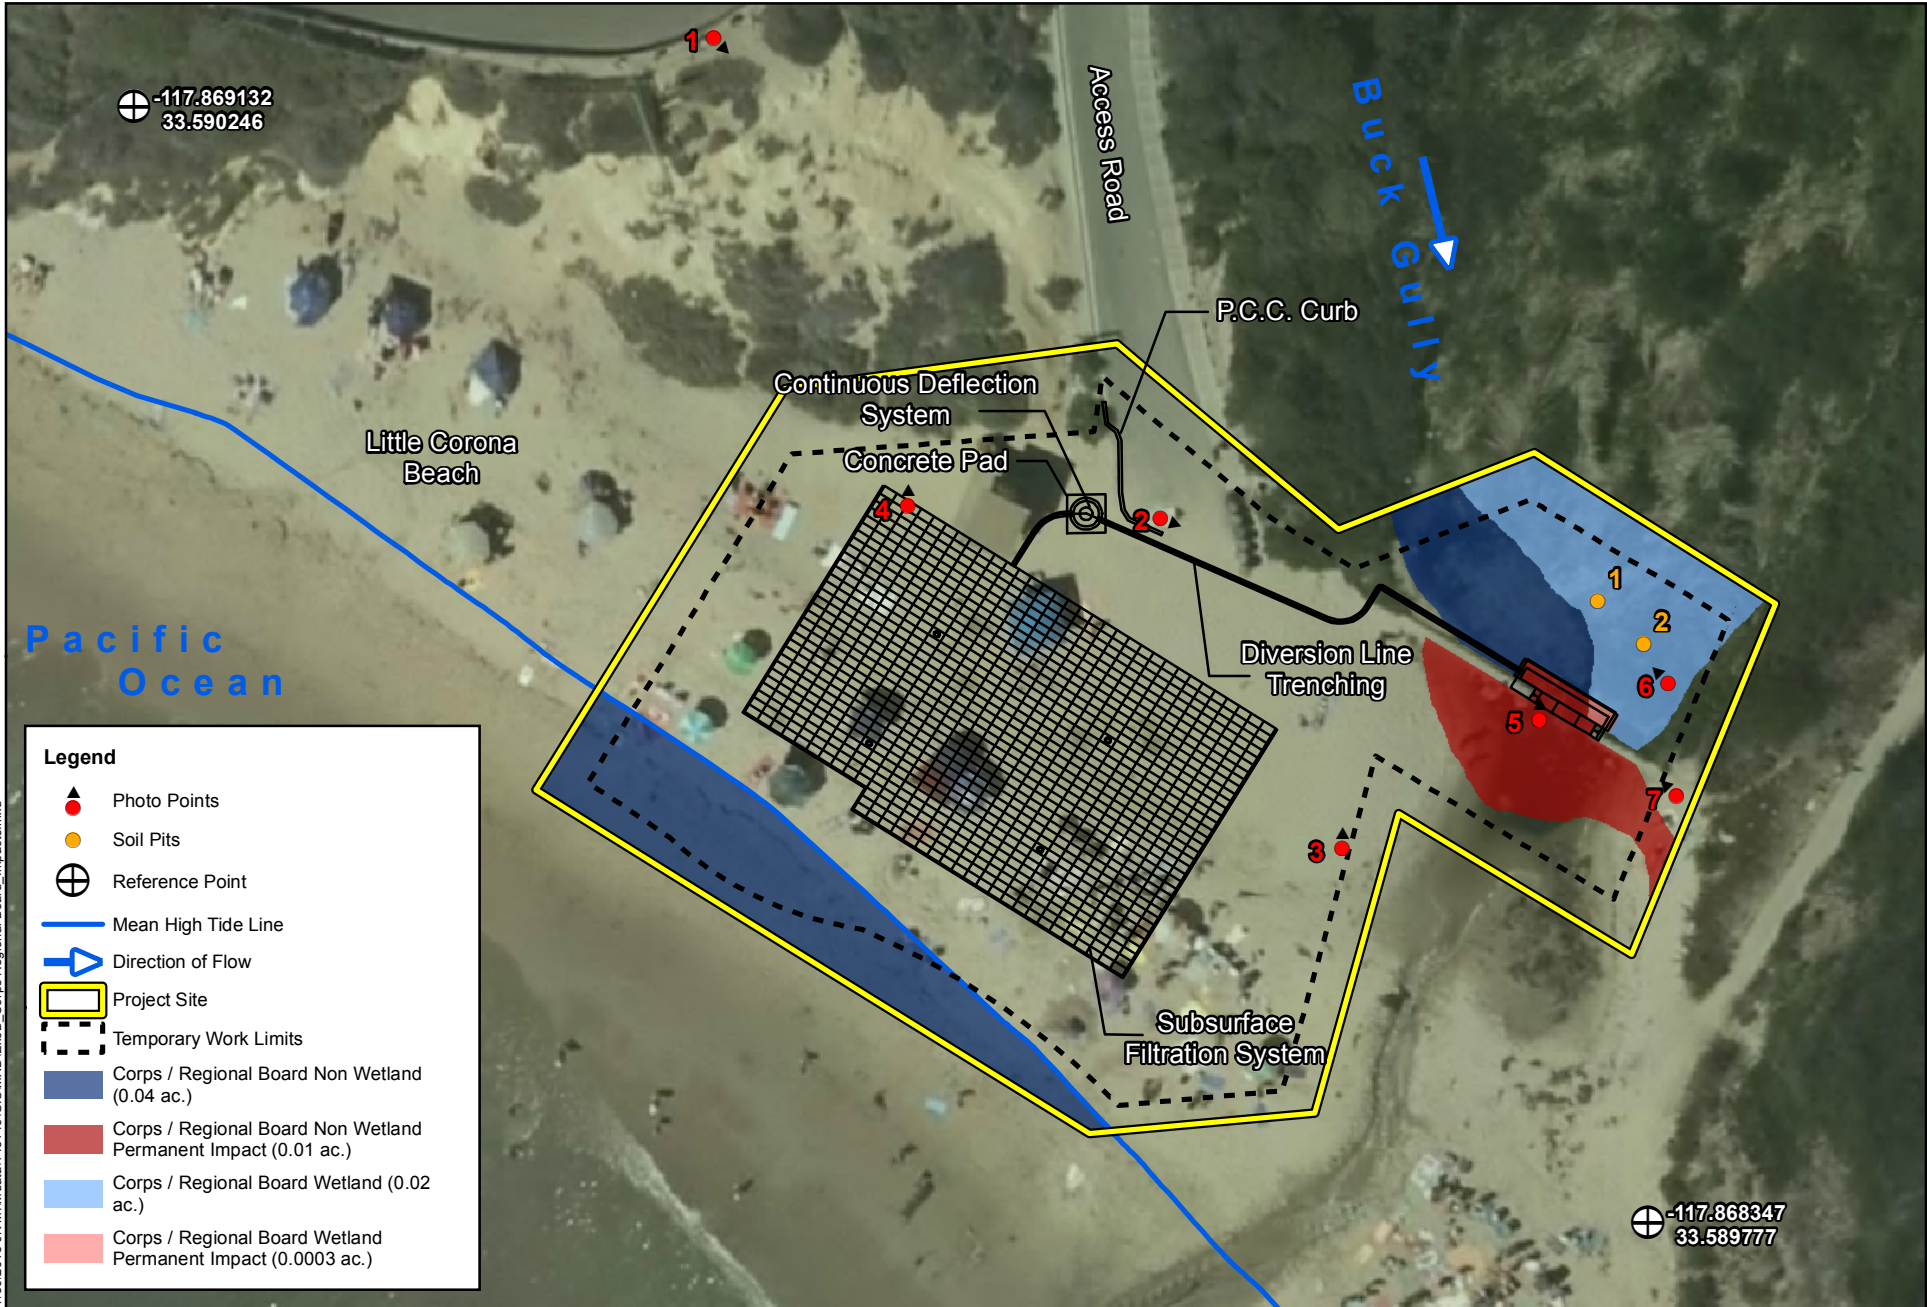 1
-117.869132
33.590246
Access Road
Buck Gully
P.C.C. Curb
Continuous Deflection
System
Concrete Pad
Little Corona
Beach
4
2
1
2
Diversion Line
Trenching
6
5
7
3
Pacific
Ocean
Subsurface
Filtration System
-117.868347
33.589777
Legend
Photo Points
Soil Pits
Reference Point
Mean High Tide Line
Direction of Flow
Project Site
Temporary Work Limits
Corps / Regional Board Non Wetland
(0.04 ac.)
Corps / Regional Board Non Wetland
Permanent Impact (0.01 ac.)
Corps / Regional Board Wetland (0.02
ac.)
Corps / Regional Board Wetland
Permanent Impact (0.0003 ac.)